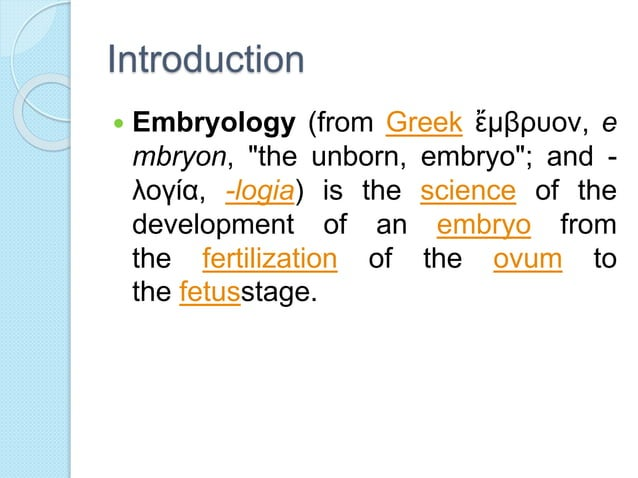 Introduction
• Embryology (from Greek ἔμβρυον, e
mbryon, "the unborn, embryo"; and -
λογία, -logia) is the science of the
development of an embryo from
the fertilization of the ovum to
the fetusstage.